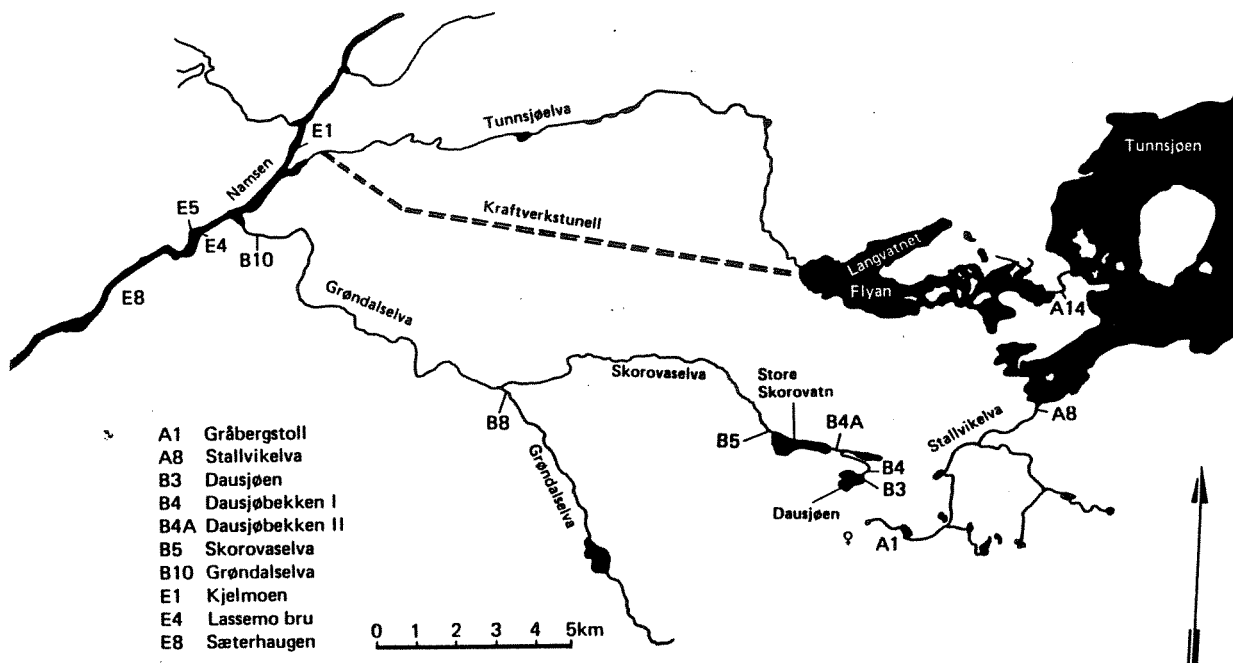 Tunnsjøelva
E1
Tunnsjøen
Namsen
Kraftverkstunell
E5
E4
B10
Langvatnet
Flyan
E8
A14
Grøndalselva
Skorovaselva
Store
Skorovatn
B8
B5
B4A
A8
Stallvikelva
B4
B3
Dausjøen
Grøndalselva
A1
A1 Gråbergstoll
A8 Stallvikelva
B3 Dausjøen
B4 Dausjøbekken I
B4A Dausjøbekken II
B5 Skorovaselva
B10 Grøndalselva
E1 Kjelmoen
E4 Lassemo bru
E8 Sæterhaugen
0 1 2 3 4 5km